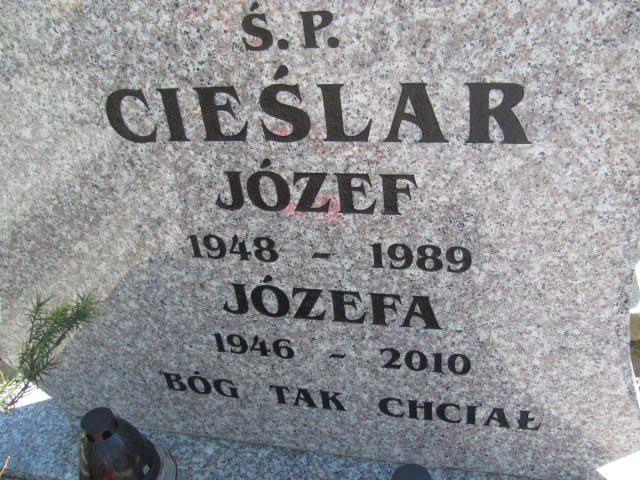 Ś.P.
CIEŚLAR
JÓZEF
1948 - 1989
JÓZEFA
1946 - 2010
BÓG TAK CHCIAŁ